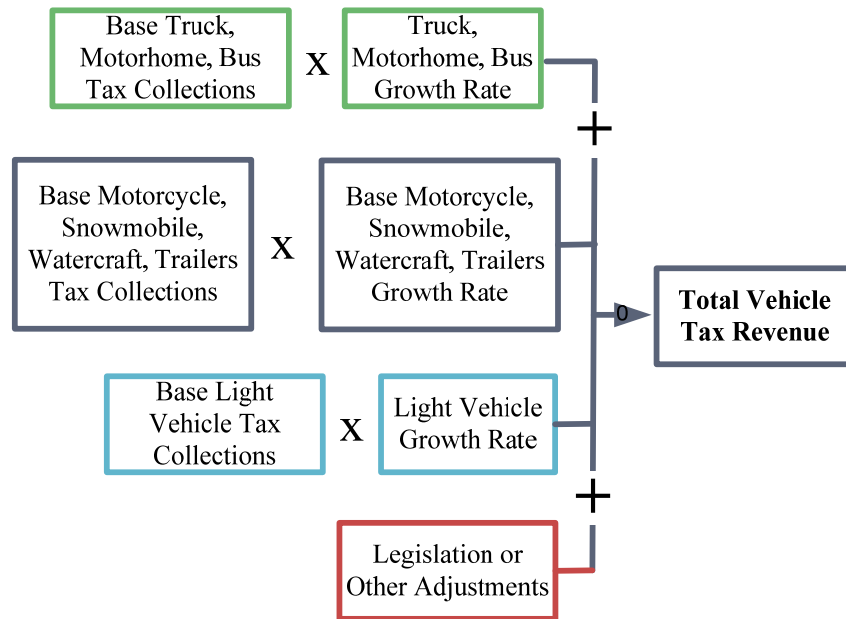 Base Truck,
Motorhome, Bus
Tax Collections
X
Truck,
Motorhome, Bus
Growth Rate
+
Base Motorcycle,
Snowmobile,
Watercraft, Trailers
Tax Collections
X
Base Motorcycle,
Snowmobile,
Watercraft, Trailers
Growth Rate
0
Total Vehicle
Tax Revenue
Base Light
Vehicle Tax
Collections
X
Light Vehicle
Growth Rate
+
Legislation or
Other Adjustments